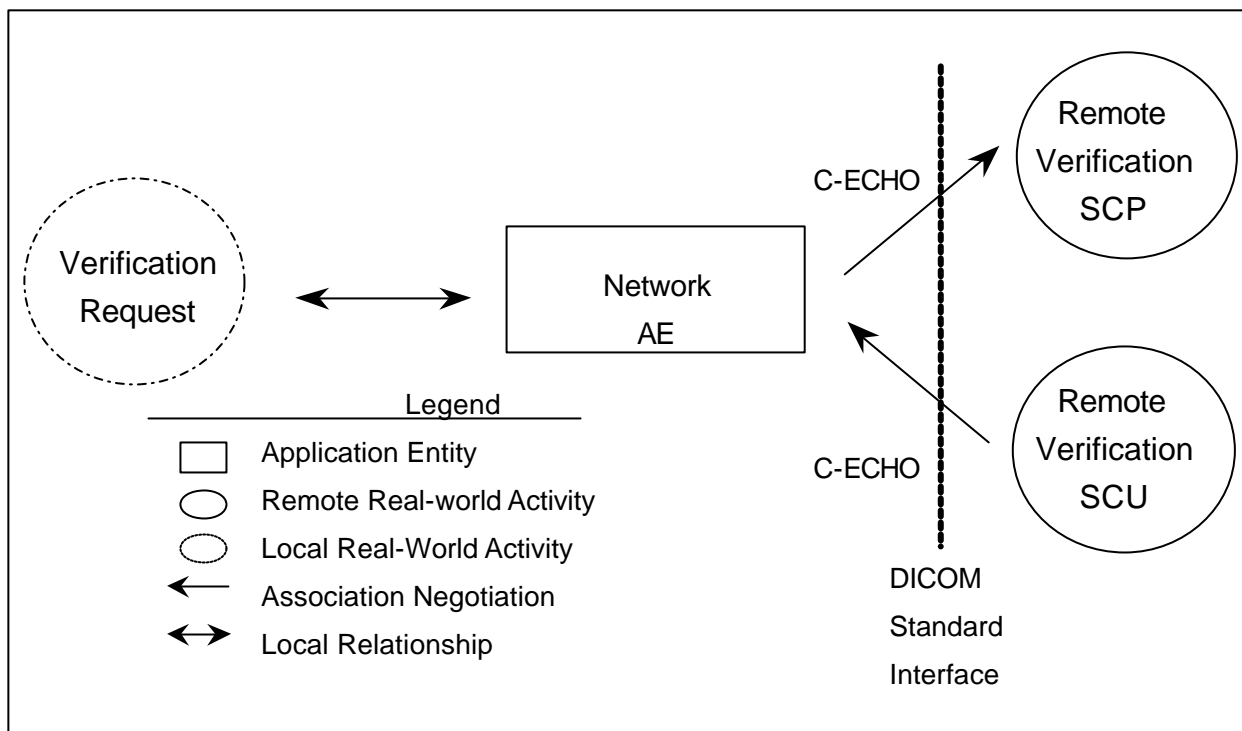 Verification
Request
Network
AE
C-ECHO
C-ECHO
Remote
Verification
SCP
Remote
Verification
SCU
DICOM
Standard
Interface
Legend
Application Entity
Remote Real-world Activity
Local Real-World Activity
Association Negotiation
Local Relationship